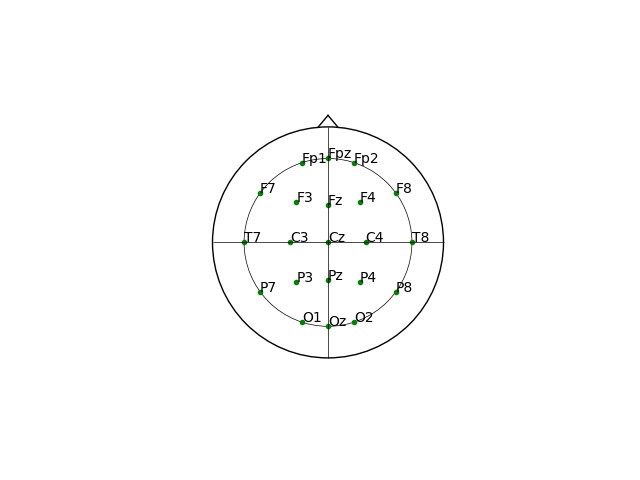 Fp1 Fpz Fp2
F7 F8
F3 Fz F4
T7 C3 Cz C4 T8
P3 Pz P4
P7 P8
O1 Oz O2